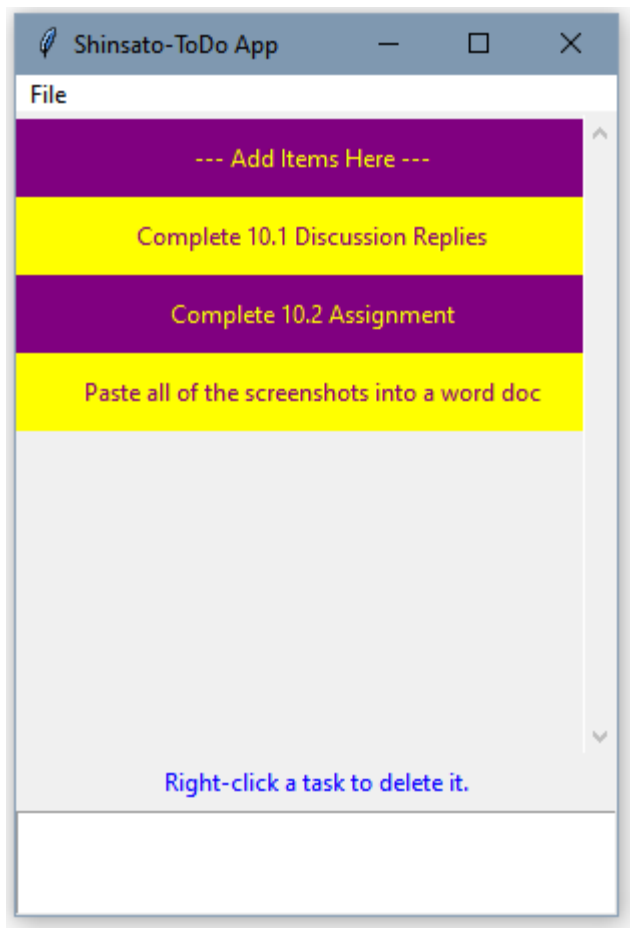 Shinsato-ToDo App
File
--- Add Items Here ---
Complete 10.1 Discussion Replies
Complete 10.2 Assignment
Paste all of the screenshots into a word doc
Right-click a task to delete it.